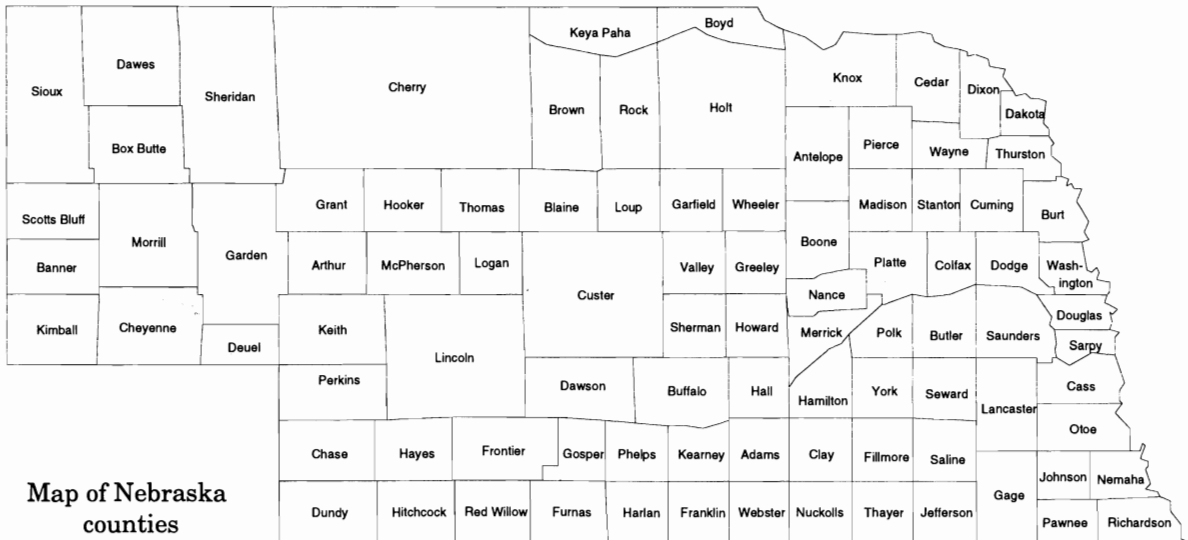 Boyd
Keya Paha
Dawes
Knox
Cedar
Sioux
Sheridan
Cherry
Dixon
Brown
Rock
Holt
Dakota
Box Butte
Pierce
Antelope
Wayne
Thurston
Grant
Hooker
Thomas
Blaine
Loup
Garfield
Wheeler
Madison
Stanton
Cuming
Burt
Scotts Bluff
Morrill
Garden
Boone
Banner
Arthur
McPherson
Logan
Valley
Greeley
Platte
Colfax
Dodge
Wash-
ington
Custer
Nance
Kimball
Cheyenne
Keith
Sherman
Howard
Merrick
Polk
Butler
Saunders
Douglas
Sarpy
Deuel
Lincoln
Perkins
Dawson
Buffalo
Hall
Hamilton
York
Seward
Cass
Lancaster
Otoe
Chase
Hayes
Frontier
Gosper
Phelps
Kearney
Adams
Clay
Fillmore
Saline
Johnson
Nemaha
Gage
Map of Nebraska
counties
Dundy
Hitchcock
Red Willow
Furnas
Harlan
Franklin
Webster
Nuckolls
Thayer
Jefferson
Pawnee
Richardson